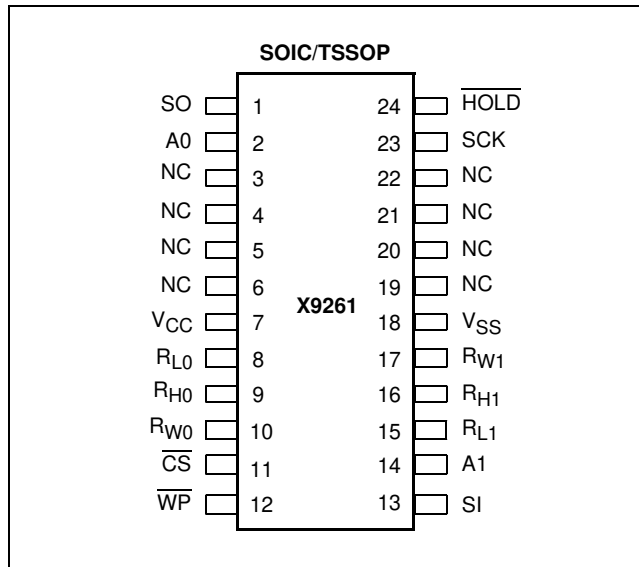 SOIC/TSSOP
SO 1 24 HOLD
A0 2 23 SCK
NC 3 22 NC
NC 4 21 NC
NC 5 20 NC
NC 6 19 NC
X9261
VCC 7 18 VSS
RL0 8 17 RW1
RH0 9 16 RH1
RW0 10 15 RL1
CS 11 14 A1
WP 12 13 SI